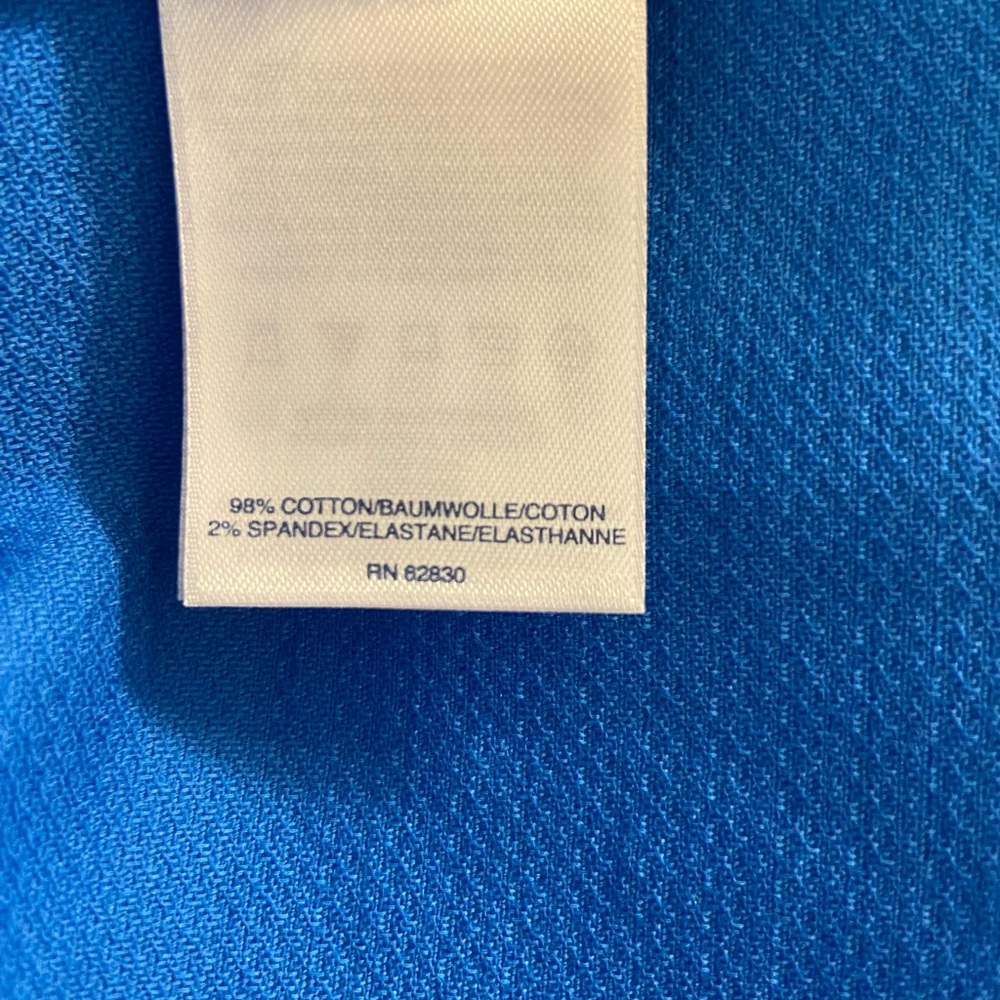 98% COTTON/BAUMWOLLE/COTON
2% SPANDEX/ELASTANE/ELASTHANNE
RN 62830